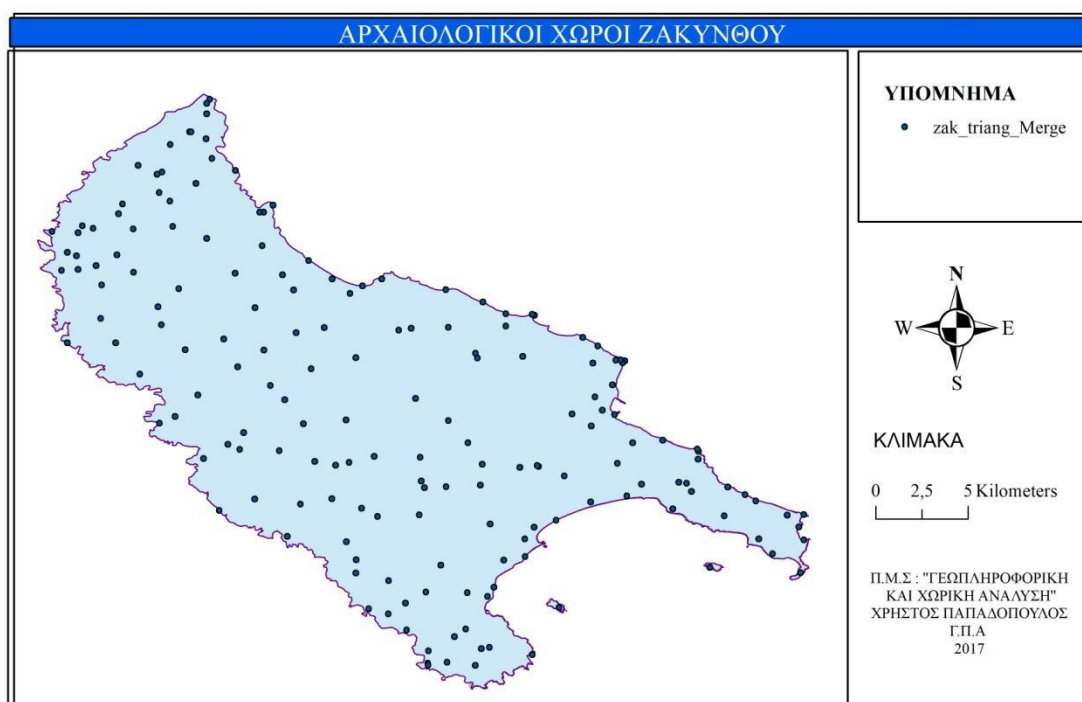 ΑΡΧΑΙΟΛΟΓΙΚΟΙ ΧΩΡΟΙ ΖΑΚΥΝΘΟΥ
ΥΠΟΜΝΗΜΑ
zak_triang_Merge
N
W E
S
ΚΛΙΜΑΚΑ
0 2,5 5 Kilometers
Π.Μ.Σ : "ΓΕΩΠΛΗΡΟΦΟΡΙΚΗ
ΚΑΙ ΧΩΡΙΚΗ ΑΝΑΛΥΣΗ"
ΧΡΗΣΤΟΣ ΠΑΠΑΔΟΠΟΥΛΟΣ
Γ.Π.Α
2017